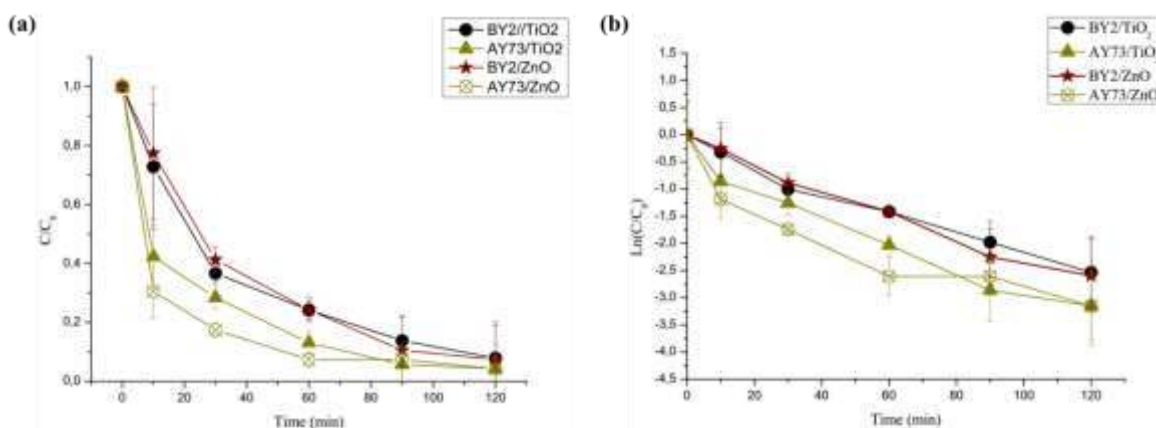 (a)
BY2//TiO2
AY73/TiO2
BY2/ZnO
AY73/ZnO
1,0
0,8
0,6
0,4
0,2
0,0
C/C0
0
20
40
60
80
100
120
Time (min)
(b)
BY2/TiO2
AY73/TiO
BY2/ZnO
AY73/ZnO
1.5
1.0
0.5
0.0
-0.5
-1.0
-1.5
-2.0
-2.5
-3.0
-3.5
-4.0
-4.5
Ln(C/C0)
0
20
40
60
80
100
120
Time (min)